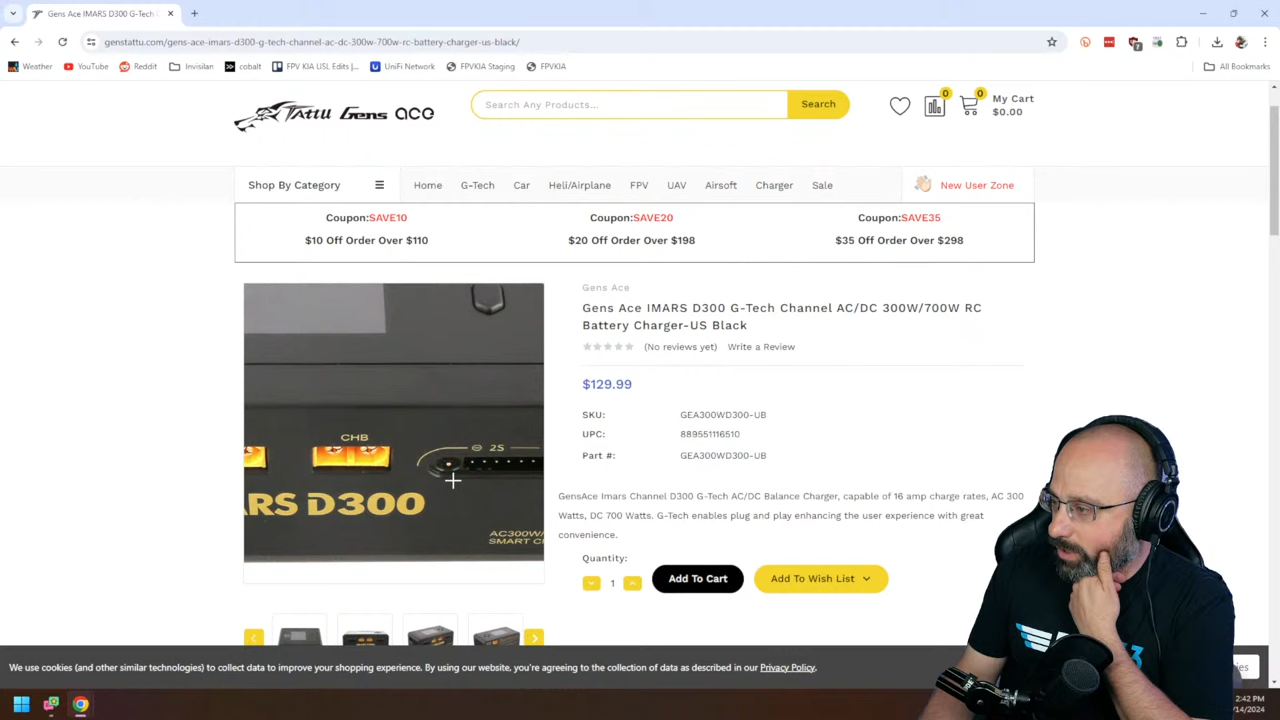 Gens Ace IMARS D300 G-Tech C
genstattu.com/gens-ace-imars-d300-g-tech-channel-ac-dc-300w-700w-rc-battery-charger-us-black/
Weather
YouTube
Reddit
Invisilan
cobalt
FPV KIA USL Edits |...
UniFi Network
FPVKIA Staging
FPVKIA
All Bookmarks
TATTU Gens ace
Search Any Products...
Search
0
0
My Cart
$0.00
Shop By Category
Home
G-Tech
Car
Heli/Airplane
FPV
UAV
Airsoft
Charger
Sale
New User Zone
Coupon:SAVE10
$10 Off Order Over $110
Coupon:SAVE20
$20 Off Order Over $198
Coupon:SAVE35
$35 Off Order Over $298
CHB
2S
ARS D300
AC300W/
SMART C
Gens Ace
Gens Ace IMARS D300 G-Tech Channel AC/DC 300W/700W RC
Battery Charger-US Black
(No reviews yet) Write a Review
$129.99
SKU: GEA300WD300-UB
UPC: 889551116510
Part #: GEA300WD300-UB
GensAce Imars Channel D300 G-Tech AC/DC Balance Charger, capable of 16 amp charge rates, AC 300
Watts, DC 700 Watts. G-Tech enables plug and play enhancing the user experience with great
convenience.
Quantity:
1
Add To Cart
Add To Wish List
We use cookies (and other similar technologies) to collect data to improve your shopping experience. By using our website, you're agreeing to the collection of data as described in our Privacy Policy.
2:42 PM
/14/2024